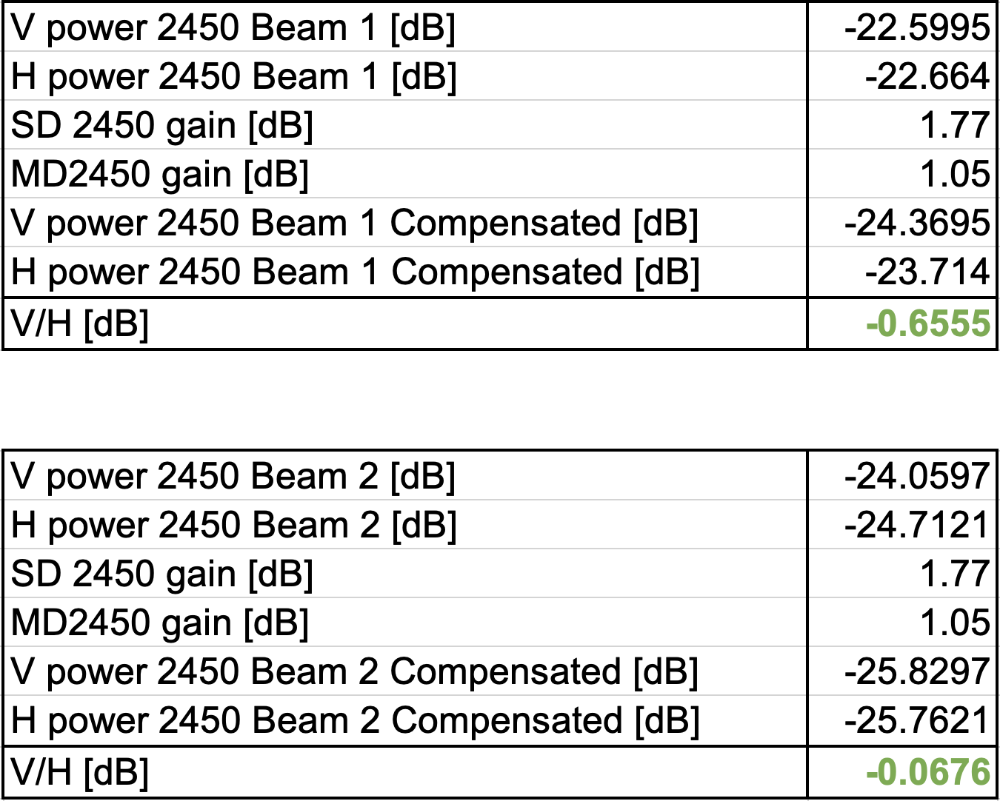 V power 2450 Beam 1 [dB] -22.5995
H power 2450 Beam 1 [dB] -22.664
SD 2450 gain [dB] 1.77
MD2450 gain [dB] 1.05
V power 2450 Beam 1 Compensated [dB] -24.3695
H power 2450 Beam 1 Compensated [dB] -23.714
V/H [dB] -0.6555
V power 2450 Beam 2 [dB] -24.0597
H power 2450 Beam 2 [dB] -24.7121
SD 2450 gain [dB] 1.77
MD2450 gain [dB] 1.05
V power 2450 Beam 2 Compensated [dB] -25.8297
H power 2450 Beam 2 Compensated [dB] -25.7621
V/H [dB] -0.0676